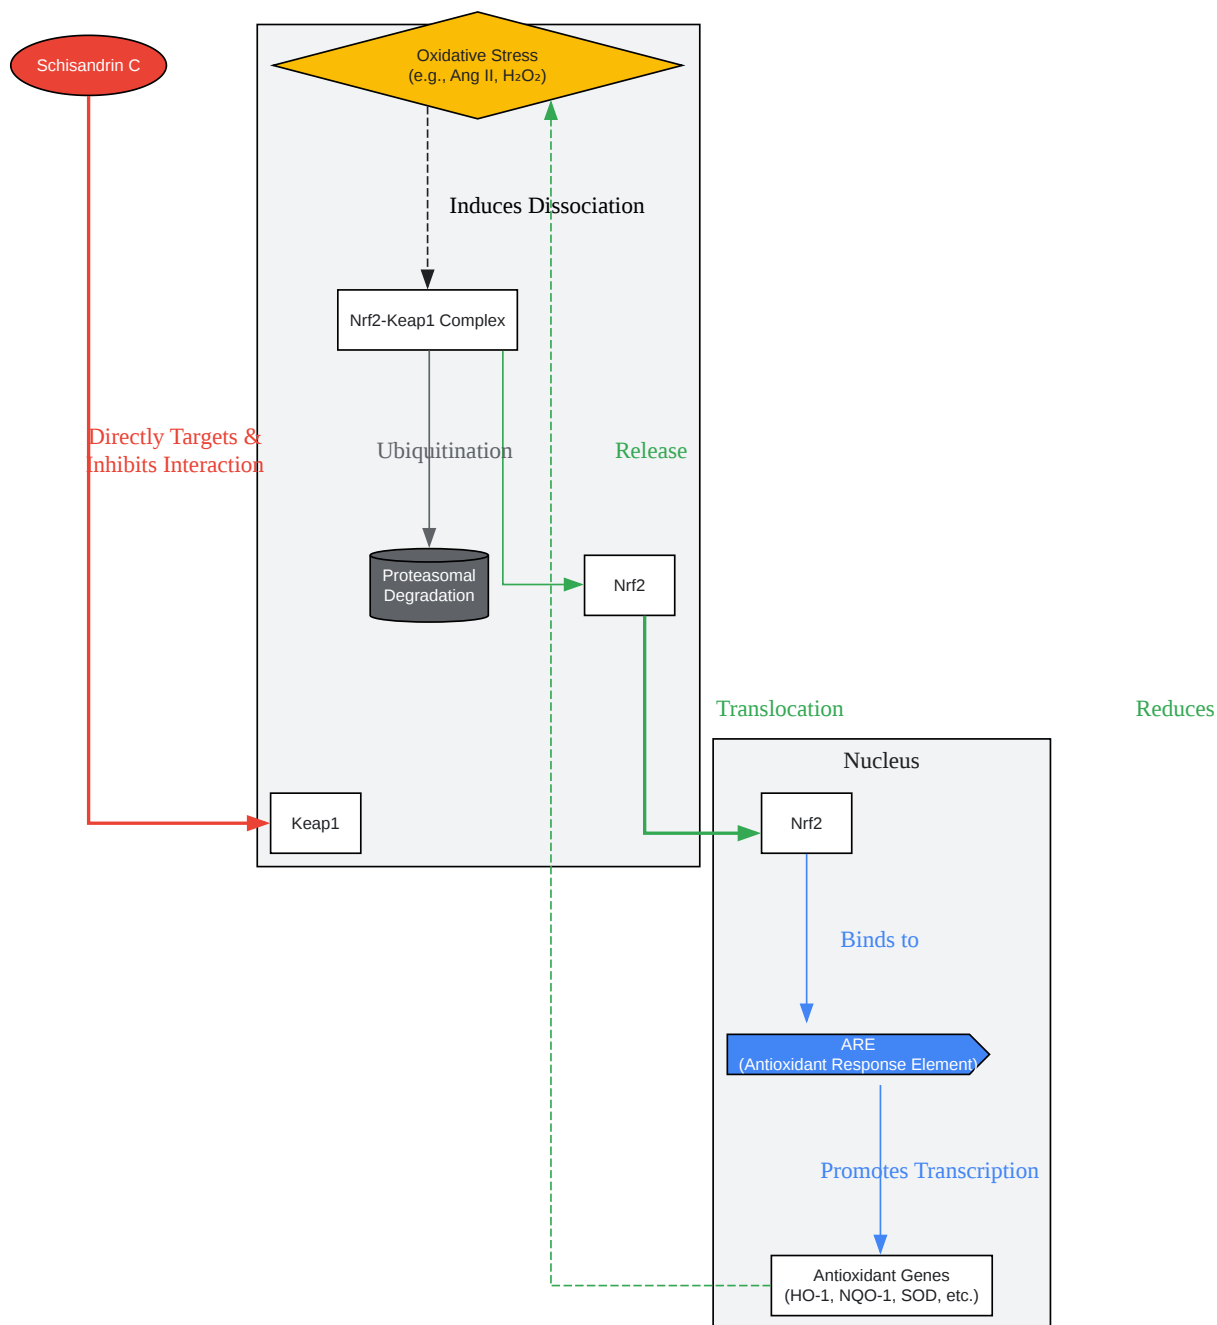 Schisandrin C
Oxidative Stress
(e.g., Ang II, H₂O₂)
Induces Dissociation
Nrf2-Keap1 Complex
Directly Targets &
Inhibits Interaction
Ubiquitination
Release
Proteasomal
Degradation
Nrf2
Translocation
Reduces
Nucleus
Keap1
Nrf2
Binds to
ARE
(Antioxidant Response Element)
Promotes Transcription
Antioxidant Genes
(HO-1, NQO-1, SOD, etc.)